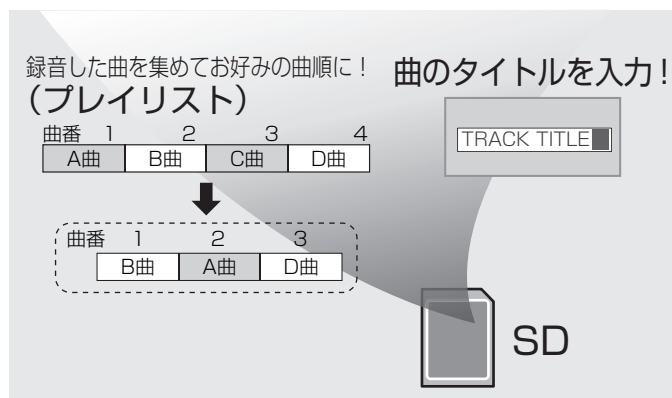 録音した曲を集めてお好みの曲順に！
（プレイリスト）
曲番 1 2 3 4
A曲 B曲 C曲 D曲
曲番 1 2 3
B曲 A曲 D曲
曲のタイトルを入力！
TRACK TITLE
SD